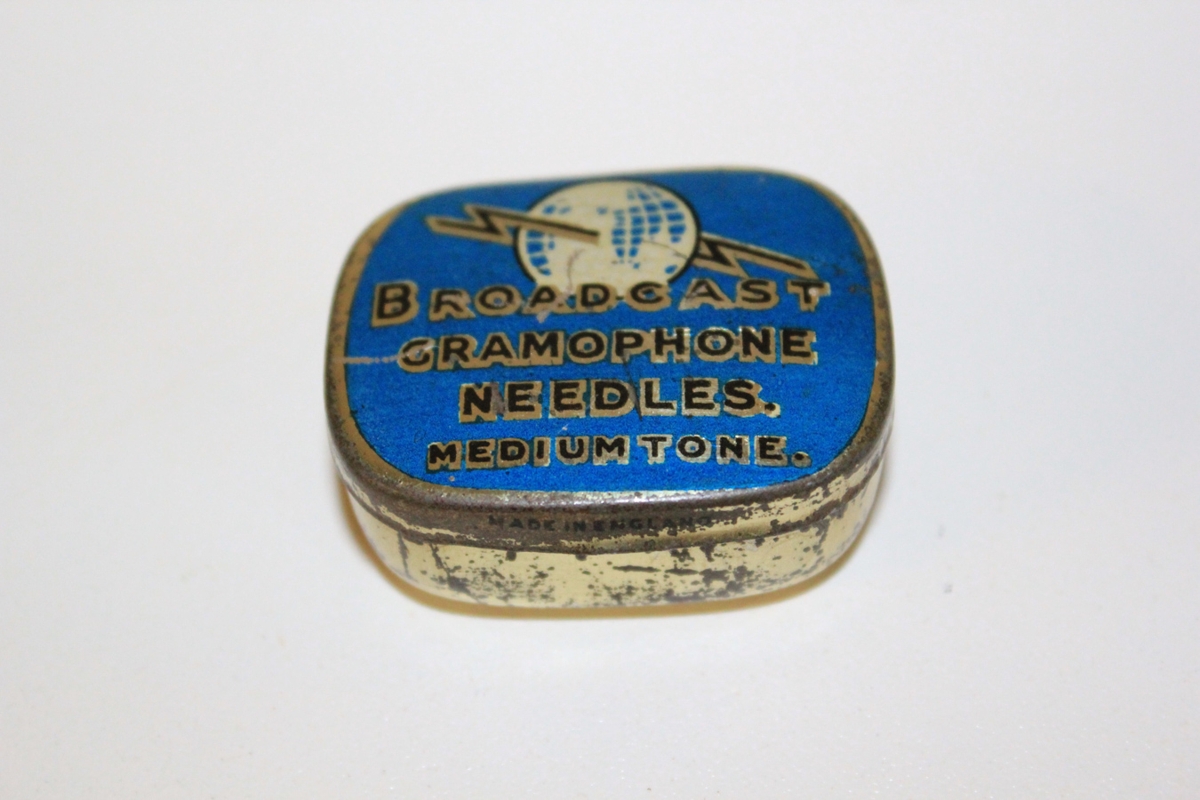 BROADCAST
GRAMOPHONE
NEEDLES.
MEDIUM TONE.
MADE IN ENGLAND